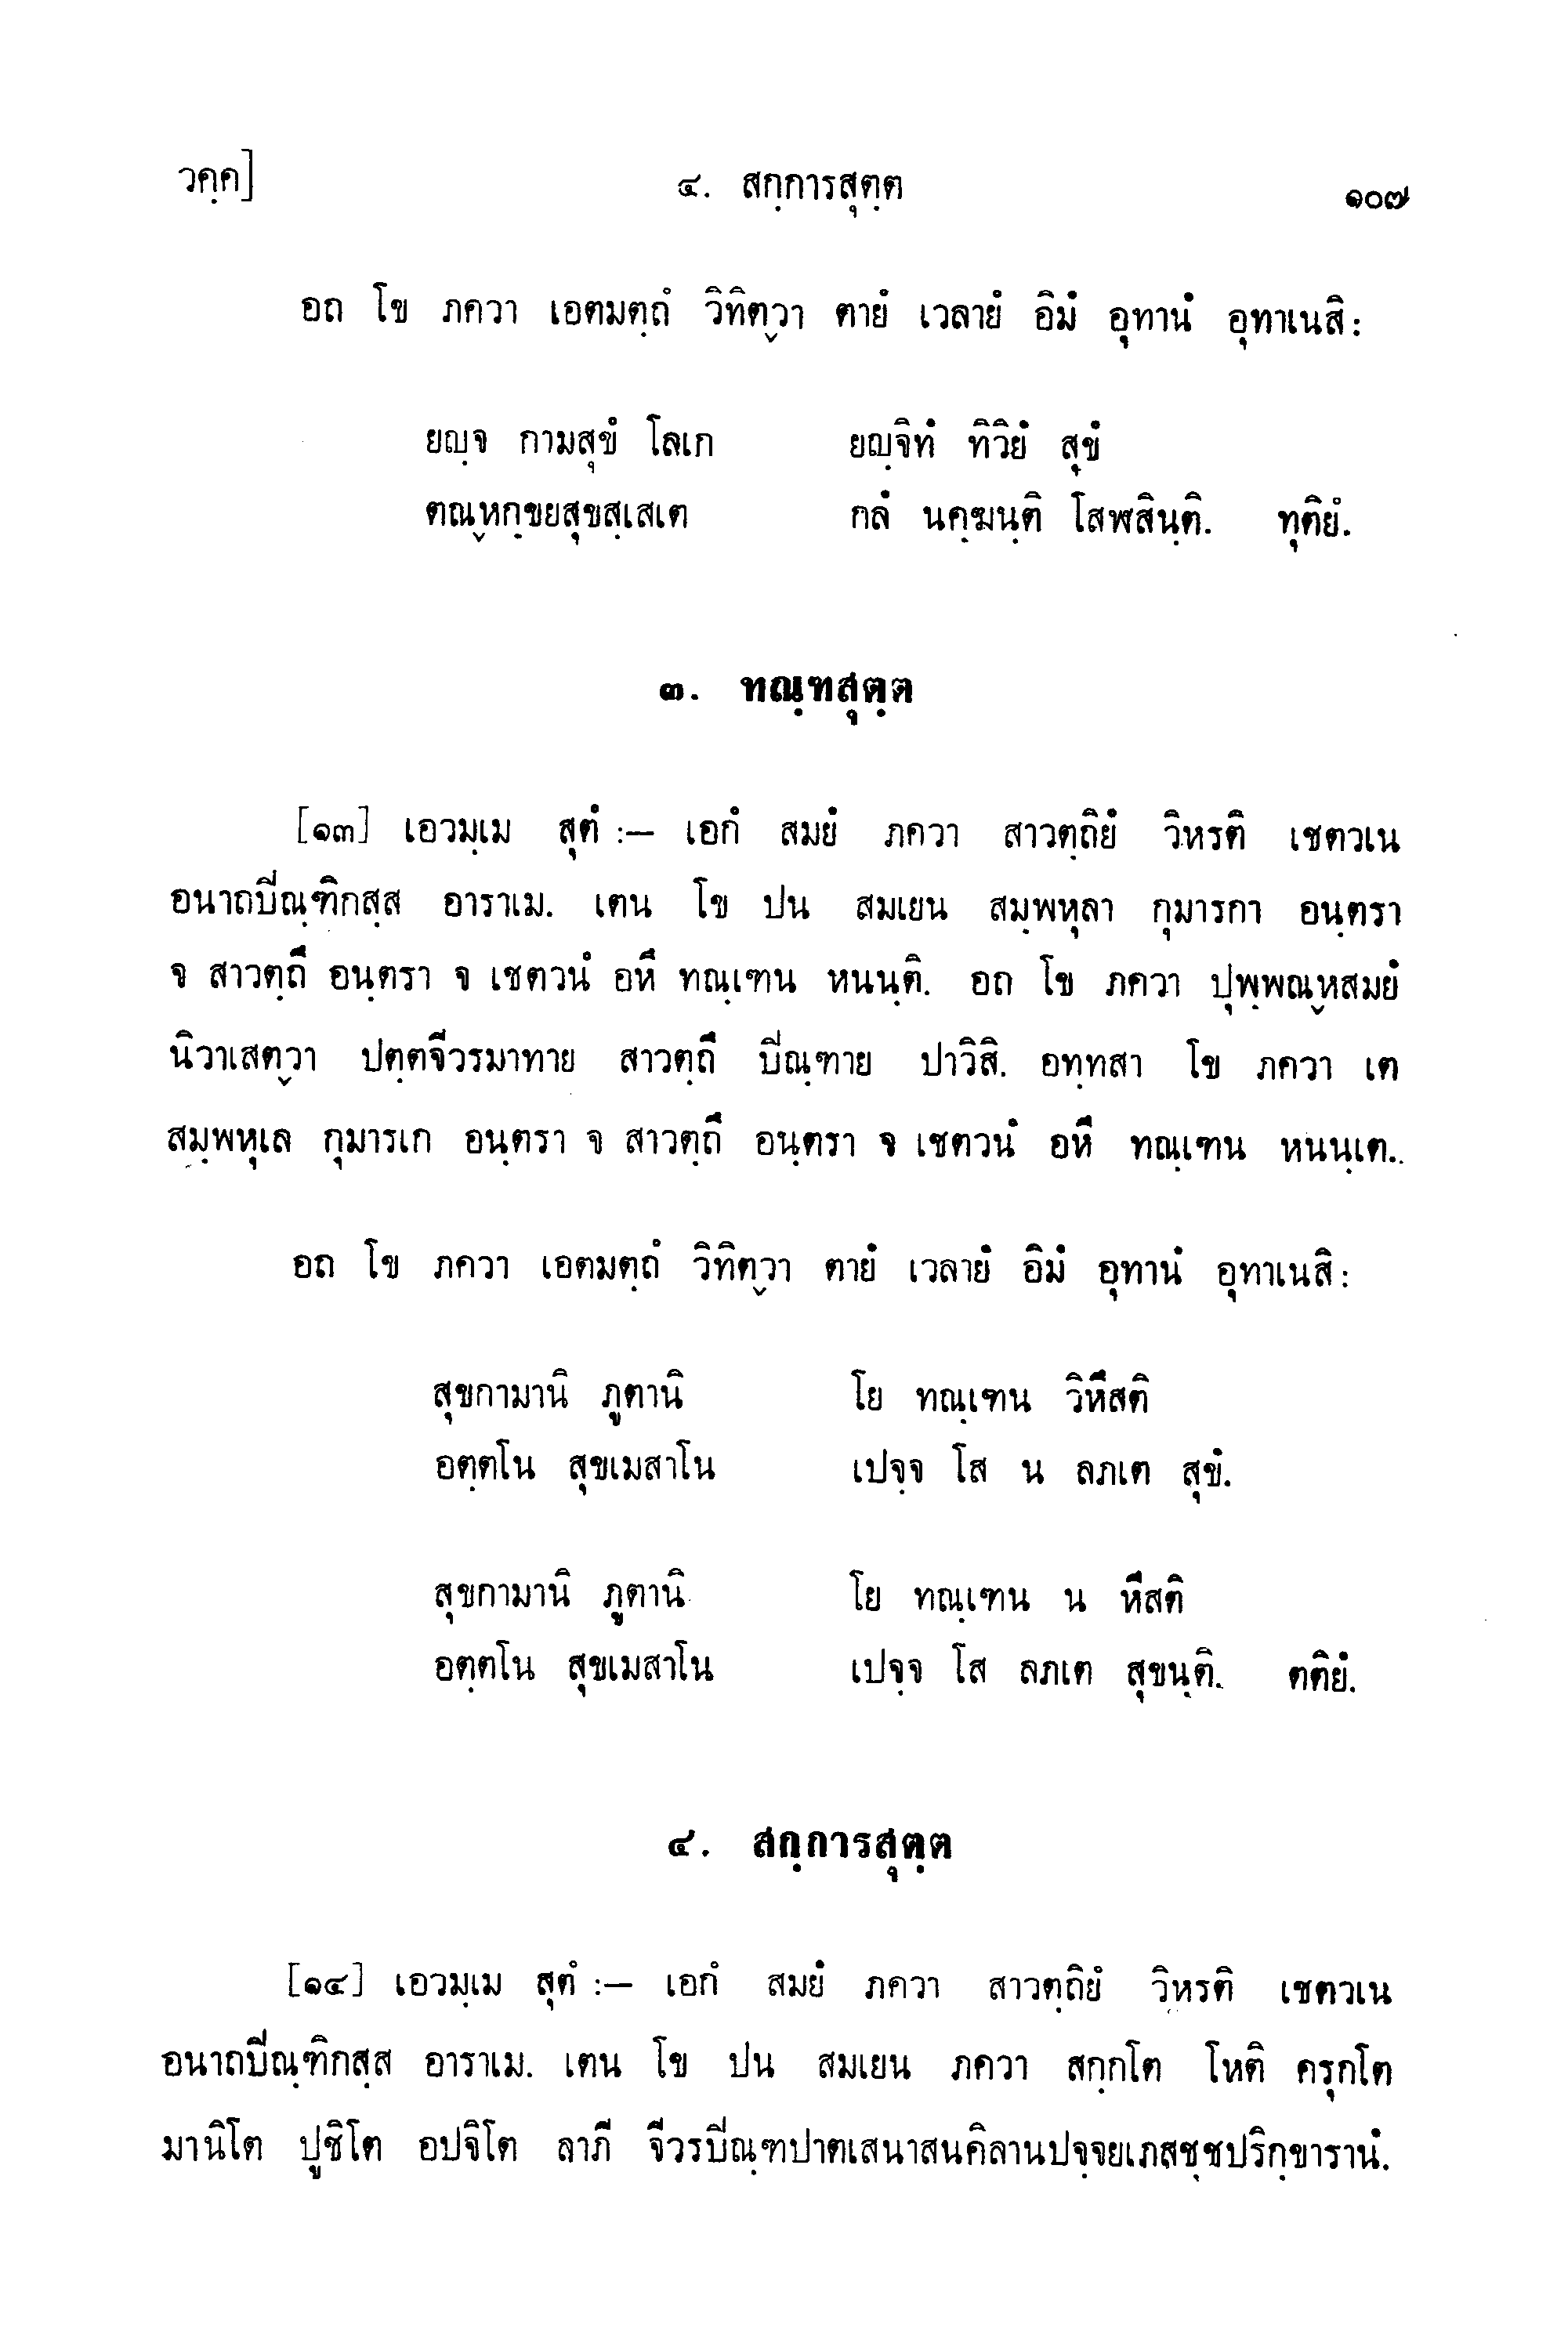 วคฺค] ๔. สกฺการสุตฺต ๑๐๗
อถ โข ภควา เอตมตฺถํ วิทิตฺวา ตายํ เวลายํ อิมํ อุทานํ อุทาเนสิ:
ยญฺจ กามสุขํ โลเก ยญฺจิทํ ทิวิยํ สุขํ
ตณฺหกฺขยสุขสฺเสเต กลํ นคฺฆนฺติ โสฬสินฺติ. ทุติยํ.
๓. ทณฺฑสุตฺต
[๑๓] เอวมฺเม สุตํ :— เอกํ สมยํ ภควา สาวตฺถิยํ วิหรติ เชตวเน
อนาถปิณฺฑิกสฺส อาราเม. เตน โข ปน สมเยน สมฺพหุลา กุมารกา อนฺตรา
จ สาวตฺถึ อนฺตรา จ เชตวนํ อหึ ทณฺเฑน หนนฺติ. อถ โข ภควา ปุพฺพณฺหสมยํ
นิวาเสตฺวา ปตฺตจีวรมาทาย สาวตฺถึ ปิณฺฑาย ปาวิสิ. อทฺทสา โข ภควา เต
สมฺพหุเล กุมารเก อนฺตรา จ สาวตฺถึ อนฺตรา จ เชตวนํ อหึ ทณฺเฑน หนนฺเต.
อถ โข ภควา เอตมตฺถํ วิทิตฺวา ตายํ เวลายํ อิมํ อุทานํ อุทาเนสิ:
สุขกามานิ ภูตานิ โย ทณฺเฑน วิหึสติ
อตฺตโน สุขเมสาโน เปจฺจ โส น ลภเต สุขํ.
สุขกามานิ ภูตานิ โย ทณฺเฑน น หึสติ
อตฺตโน สุขเมสาโน เปจฺจ โส ลภเต สุขนฺติ. ตติยํ.
๔. สกฺการสุตฺต
[๑๔] เอวมฺเม สุตํ :— เอกํ สมยํ ภควา สาวตฺถิยํ วิหรติ เชตวเน
อนาถปิณฺฑิกสฺส อาราเม. เตน โข ปน สมเยน ภควา สกฺกโต โหติ ครุกโต
มานิโต ปูชิโต อปจิโต ลาภี จีวรปิณฺฑปาตเสนาสนคิลานปจฺจยเภสชฺชปริกฺขารานํ.